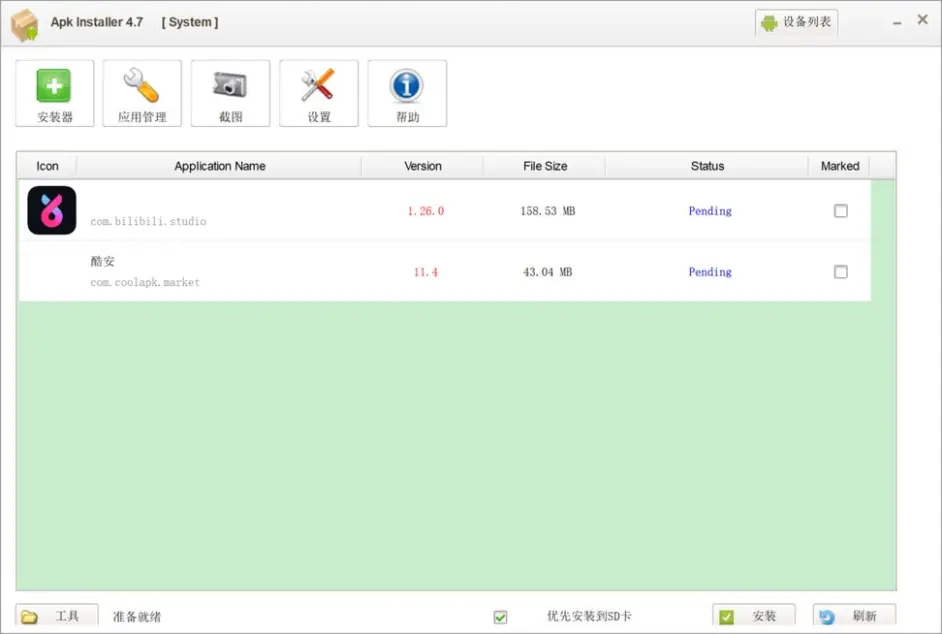 Apk Installer 4.7 [ System ]
设备列表
安装器 应用管理 截图 设置 帮助
Icon Application Name Version File Size Status Marked
com.bilibili.studio 1.26.0 158.53 MB Pending
酷安
com.coolapk.market 11.4 43.04 MB Pending
工具 准备就绪 优先安装到SD卡 安装 刷新